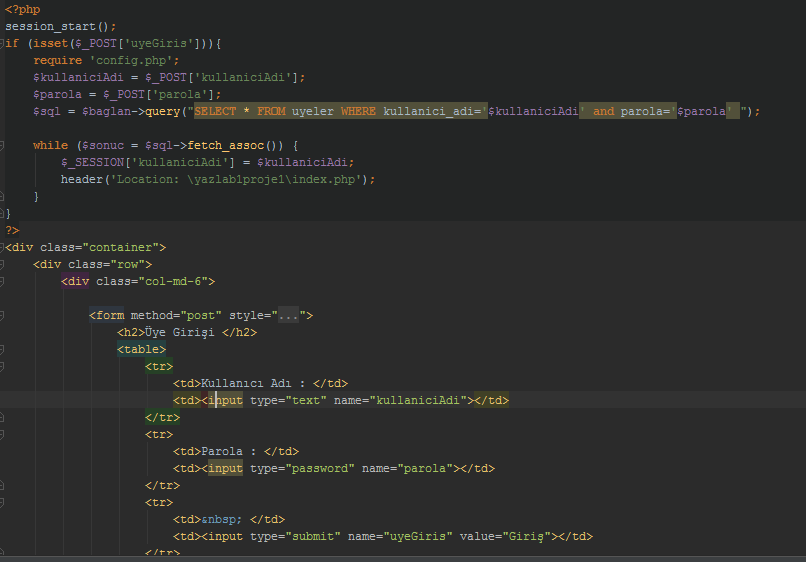 <?php
session_start();
if (isset($_POST['uyeGiris'])){
    require 'config.php';
    $kullaniciAdi = $_POST['kullaniciAdi'];
    $parola = $_POST['parola'];
    $sql = $baglan->query("SELECT * FROM uyeler WHERE kullanici_adi='$kullaniciAdi' and parola='$parola' ");

    while ($sonuc = $sql->fetch_assoc()) {
        $_SESSION['kullaniciAdi'] = $kullaniciAdi;
        header('Location: \yazlab1proje1\index.php');
    }
}
?>
<div class="container">
    <div class="row">
        <div class="col-md-6">

            <form method="post" style="...">
                <h2>Üye Girişi </h2>
                <table>
                    <tr>
                        <td>Kullanıcı Adı : </td>
                        <td><input type="text" name="kullaniciAdi"></td>
                    </tr>
                    <tr>
                        <td>Parola : </td>
                        <td><input type="password" name="parola"></td>
                    </tr>
                    <tr>
                        <td>&nbsp; </td>
                        <td><input type="submit" name="uyeGiris" value="Giriş"></td>
                    </tr>